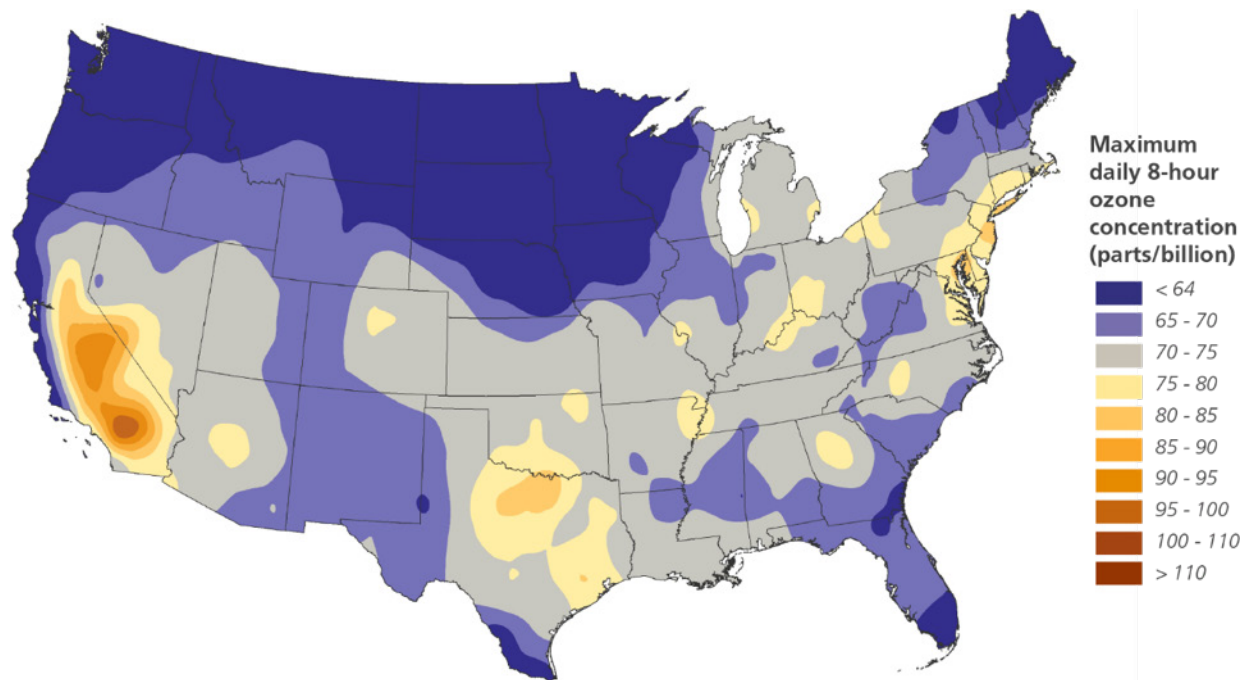 Maximum
daily 8-hour
ozone
concentration
(parts/billion)
< 64
65 - 70
70 - 75
75 - 80
80 - 85
85 - 90
90 - 95
95 - 100
100 - 110
> 110